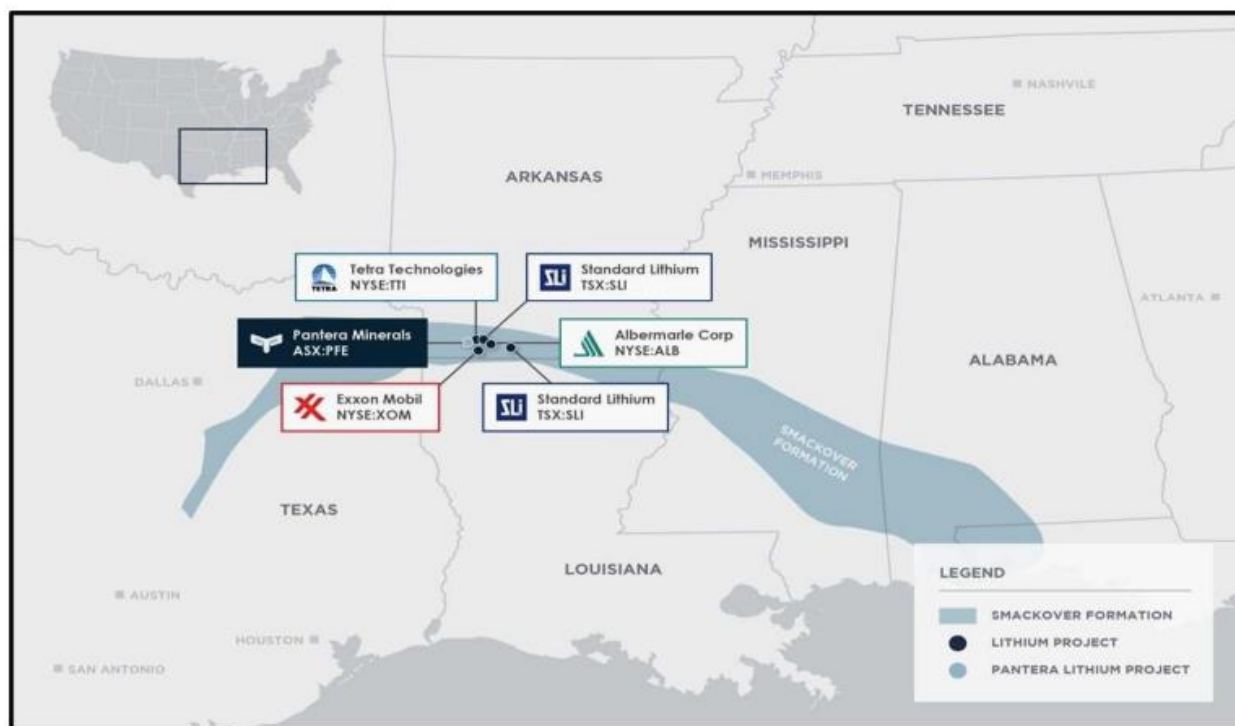 NASHVILE
TENNESSEE
ARKANSAS
MEMPHIS
MISSISSIPPI
Tetra Technologies
NYSE:TTI
TETRA
Standard Lithium
TSX:SLI
SLi
ATLANTA
Pantera Minerals
ASX:PFE
Albermarle Corp
NYSE:ALB
ALABAMA
DALLAS
Exxon Mobil
NYSE:XOM
Standard Lithium
TSX:SLI
SLi
SMACKOVER
FORMATION
TEXAS
LOUISIANA
AUSTIN
HOUSTON
SAN ANTONIO
LEGEND
SMACKOVER FORMATION
LITHIUM PROJECT
PANTERA LITHIUM PROJECT